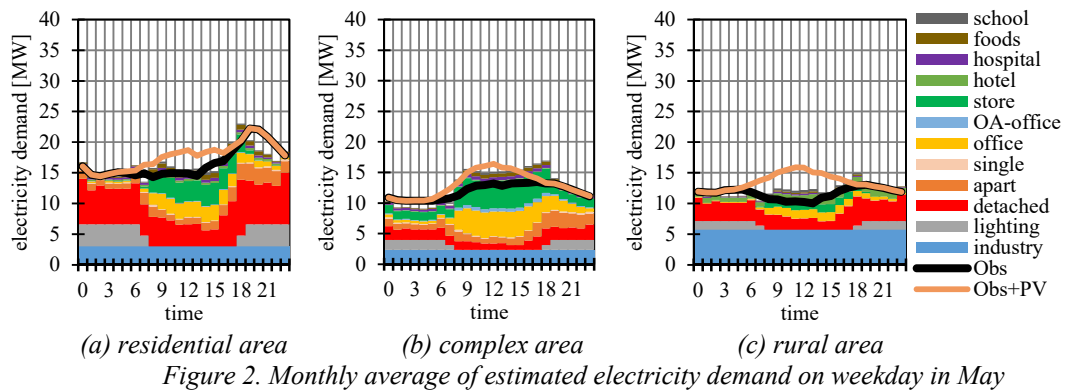 electricity demand [MW]
40
35
30
25
20
15
10
5
0
0 3 6 9 12 15 18 21
time
(a) residential area
electricity demand [MW]
40
35
30
25
20
15
10
5
0
0 3 6 9 12 15 18 21
time
(b) complex area
electricity demand [MW]
40
35
30
25
20
15
10
5
0
0 3 6 9 12 15 18 21
time
(c) rural area
school
foods
hospital
hotel
store
OA-office
office
single
apart
detached
lighting
industry
Obs
Obs+PV
Figure 2. Monthly average of estimated electricity demand on weekday in May